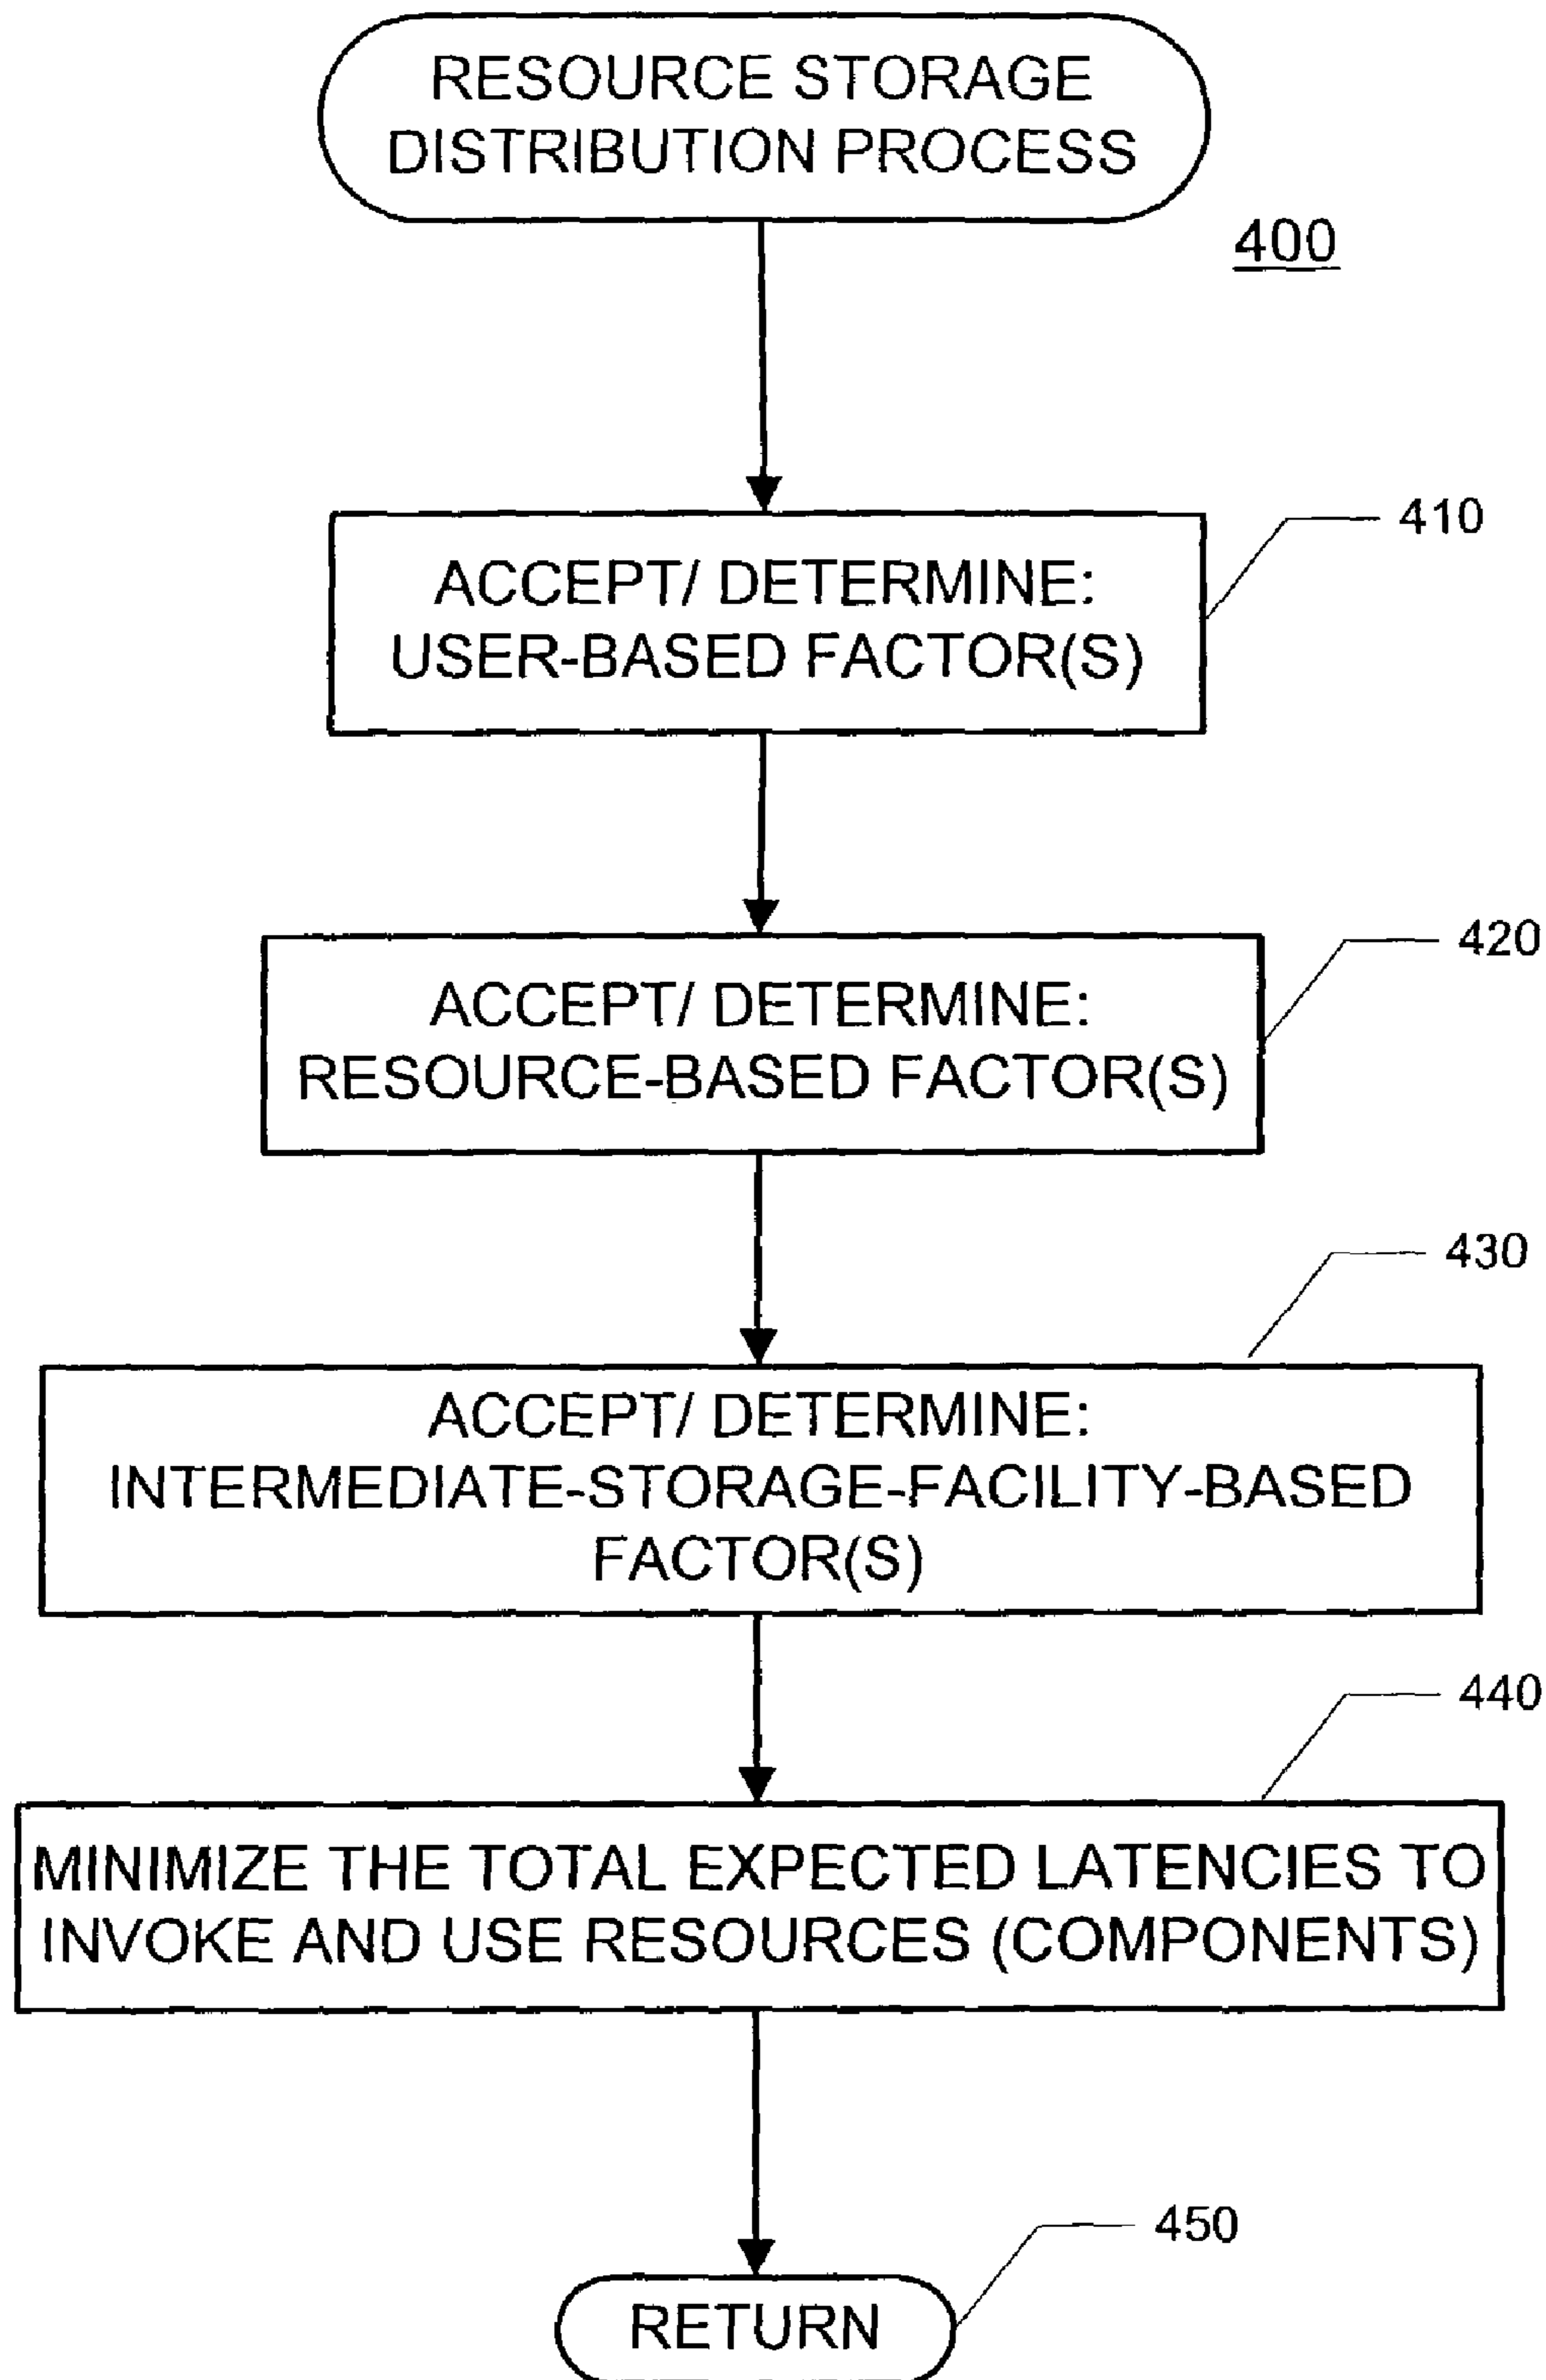 RESOURCE STORAGE
DISTRIBUTION PROCESS
400
410
ACCEPT/ DETERMINE:
USER-BASED FACTOR(S)
420
ACCEPT/ DETERMINE:
RESOURCE-BASED FACTOR(S)
430
ACCEPT/ DETERMINE:
INTERMEDIATE-STORAGE-FACILITY-BASED
FACTOR(S)
440
MINIMIZE THE TOTAL EXPECTED LATENCIES TO
INVOKE AND USE RESOURCES (COMPONENTS)
450
RETURN